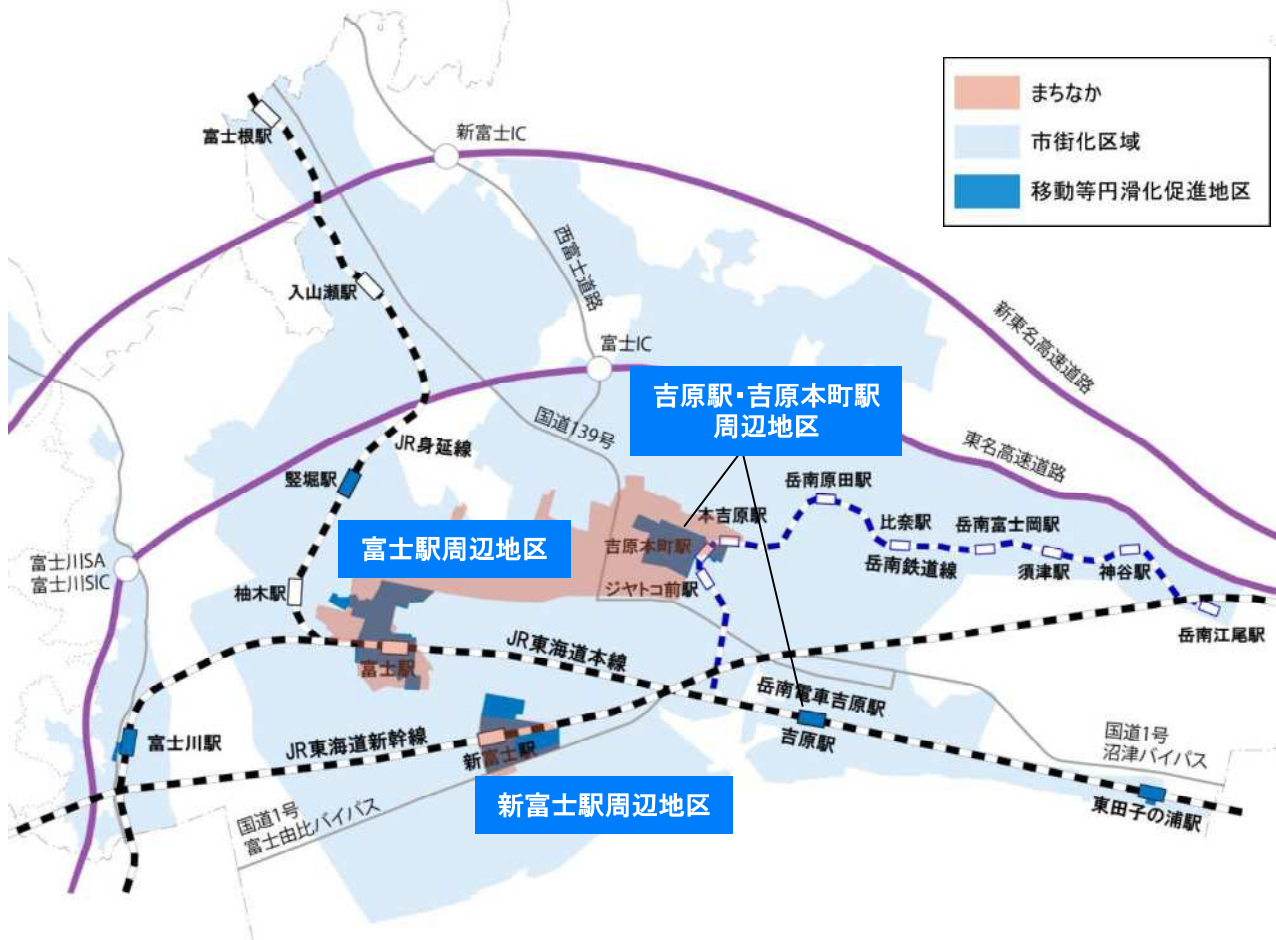 まちなか
市街化区域
移動等円滑化促進地区
新富士IC
富士根駅
西富士道路
入山瀬駅
新東名高速道路
富士IC
吉原駅・吉原本町駅
周辺地区
国道139号
東名高速道路
JR身延線
竪堀駅
岳南原田駅
本吉原駅
比奈駅
岳南富士岡駅
富士駅周辺地区
吉原本町駅
岳南鉄道線
須津駅
神谷駅
富士川SA
富士川SIC
柚木駅
ジヤトコ前駅
岳南江尾駅
JR東海道本線
富士駅
岳南電車吉原駅
吉原駅
富士川駅
JR東海道新幹線
新富士駅
国道1号
沼津バイパス
新富士駅周辺地区
東田子の浦駅
国道1号
富士由比バイパス